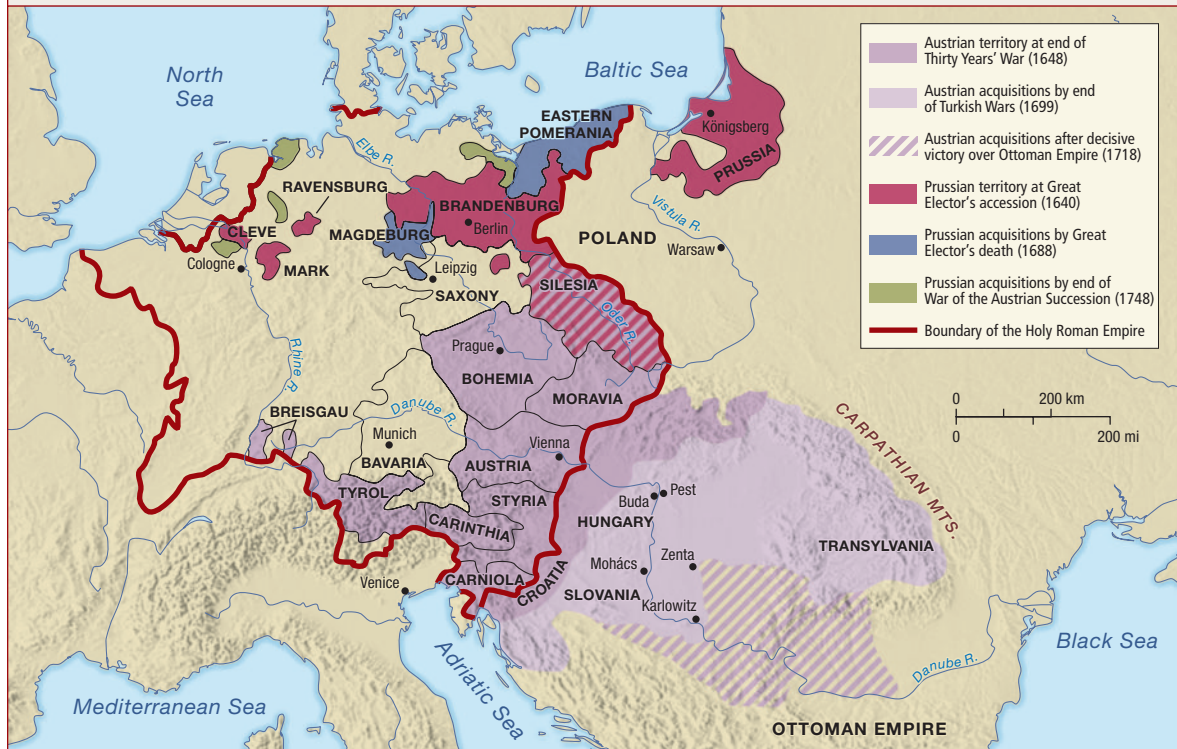 North
Sea
Baltic Sea
Austrian territory at end of
Thirty Years' War (1648)
Austrian acquisitions by end
of Turkish Wars (1699)
Austrian acquisitions after decisive
victory over Ottoman Empire (1718)
Prussian territory at Great
Elector's accession (1640)
Prussian acquisitions by Great
Elector's death (1688)
Prussian acquisitions by end of
War of the Austrian Succession (1748)
Boundary of the Holy Roman Empire
EASTERN
POMERANIA
Königsberg
PRUSSIA
Elbe R.
RAVENSBURG
BRANDENBURG
Berlin
Vistula R.
CLEVE
MAGDEBURG
POLAND
Warsaw
Cologne
MARK
Leipzig
SAXONY
SILESIA
Oder R.
Rhine R.
Prague
BOHEMIA
MORAVIA
0 200 km
0 200 mi
BREISGAU
Danube R.
Munich
BAVARIA
Vienna
AUSTRIA
CARPATHIAN MTS.
TYROL
STYRIA
Buda
Pest
HUNGARY
CARINTHIA
TRANSYLVANIA
Mohács
Zenta
Venice
CARNIOLA
CROATIA
SLOVANIA
Karlowitz
Black Sea
Adriatic Sea
Danube R.
Mediterranean Sea
OTTOMAN EMPIRE